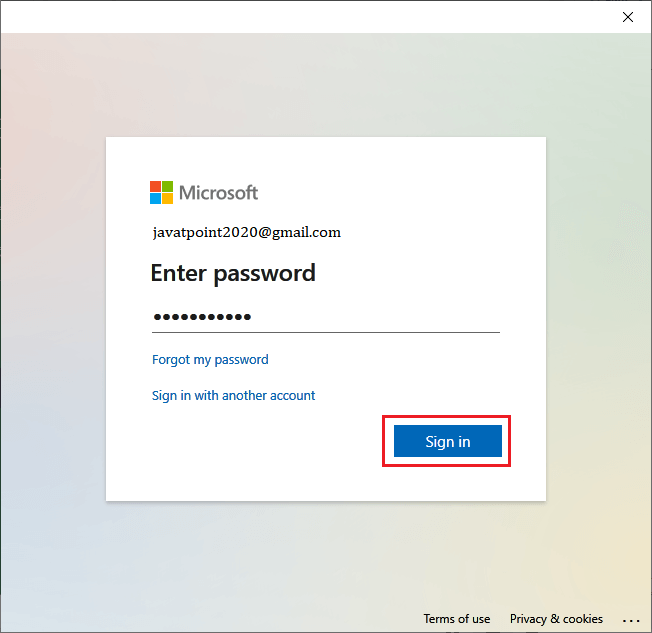 Microsoft
javatpoint2020@gmail.com
Enter password
•••••••••••
Forgot my password
Sign in with another account
Sign in
Terms of use Privacy & cookies ...